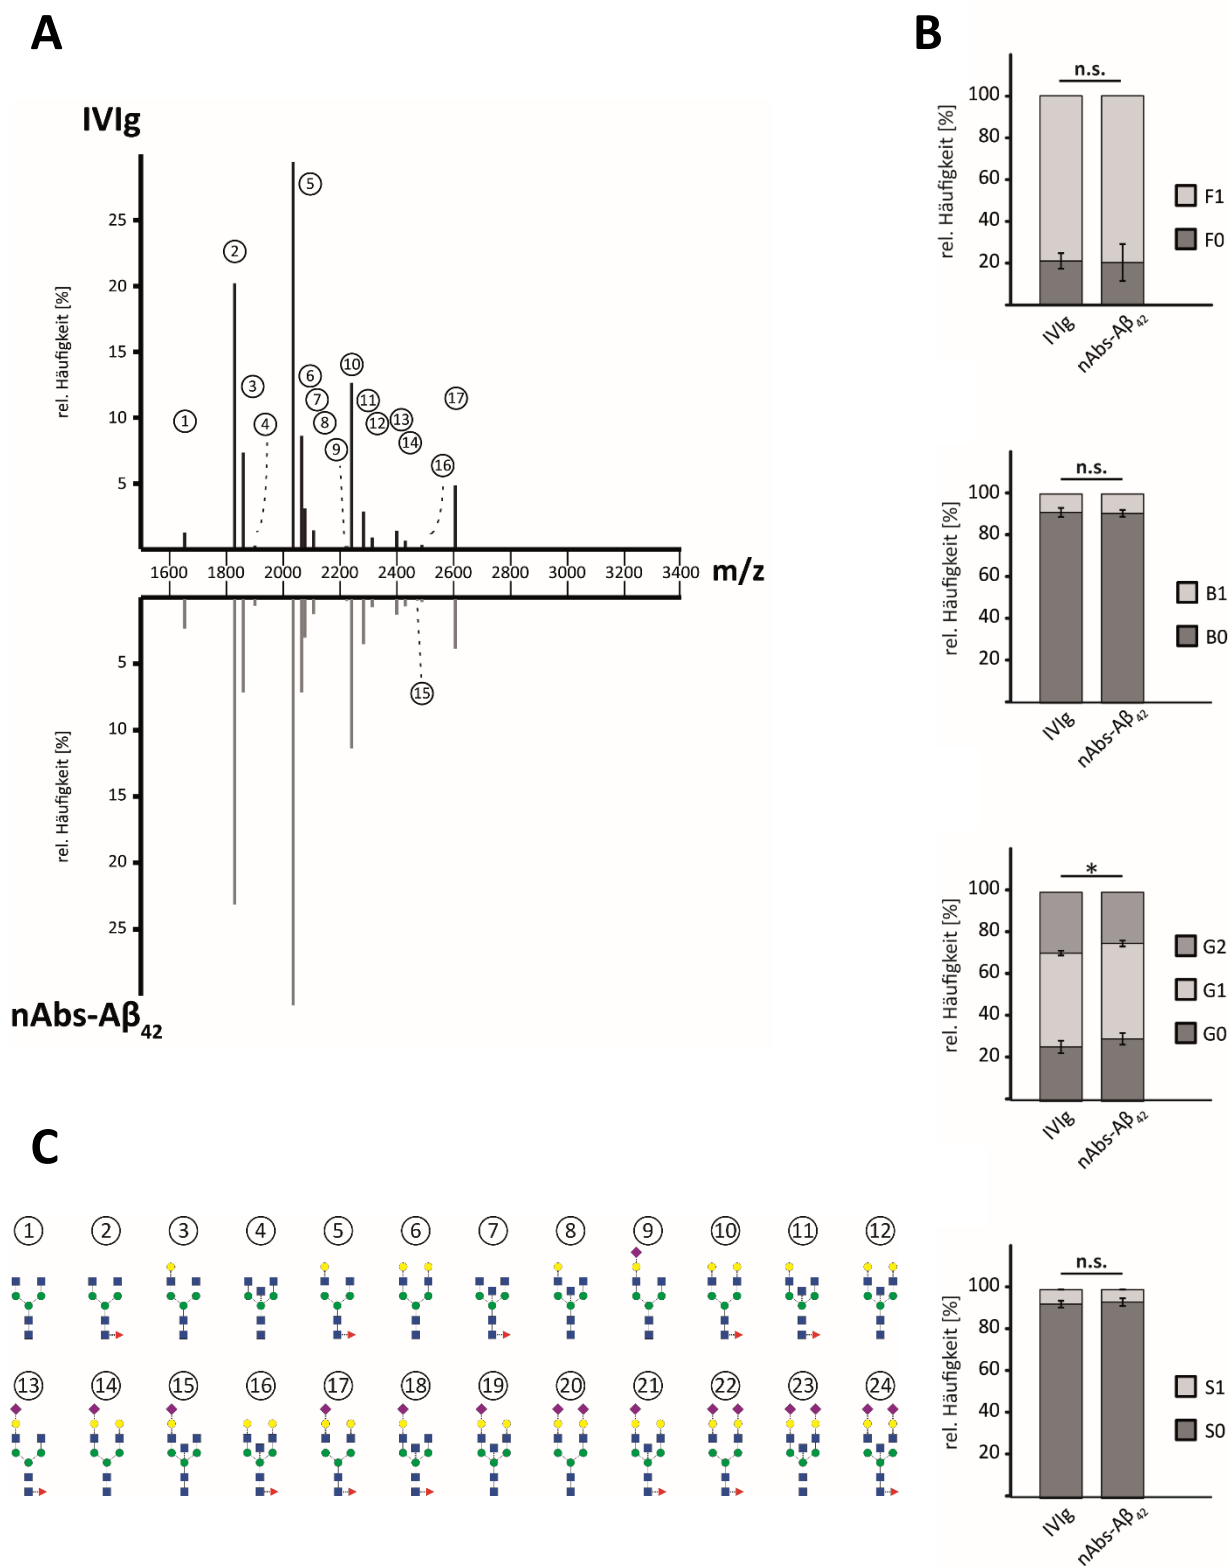 A
IVIg
rel. Häufigkeit [%]
25
20
15
10
5
1
2
3
4
5
6
7
8
9
10
11
12
13
14
16
17
1600 1800 2000 2200 2400 2600 3000 3200 3400 m/z
5
10
15
20
25
rel. Häufigkeit [%]
15
nAbs-Aβ42
B
n.s.
rel. Häufigkeit [%]
100
80
60
40
20
F1
F0
IVIg
nAbs-Aβ42
n.s.
rel. Häufigkeit [%]
100
80
60
40
20
B1
B0
IVIg
nAbs-Aβ42
*
rel. Häufigkeit [%]
100
80
60
40
20
G2
G1
G0
IVIg
nAbs-Aβ42
n.s.
rel. Häufigkeit [%]
100
80
60
40
20
S1
S0
IVIg
nAbs-Aβ42
C
1 2 3 4 5 6 7 8 9 10 11 12
13 14 15 16 17 18 19 20 21 22 23 24